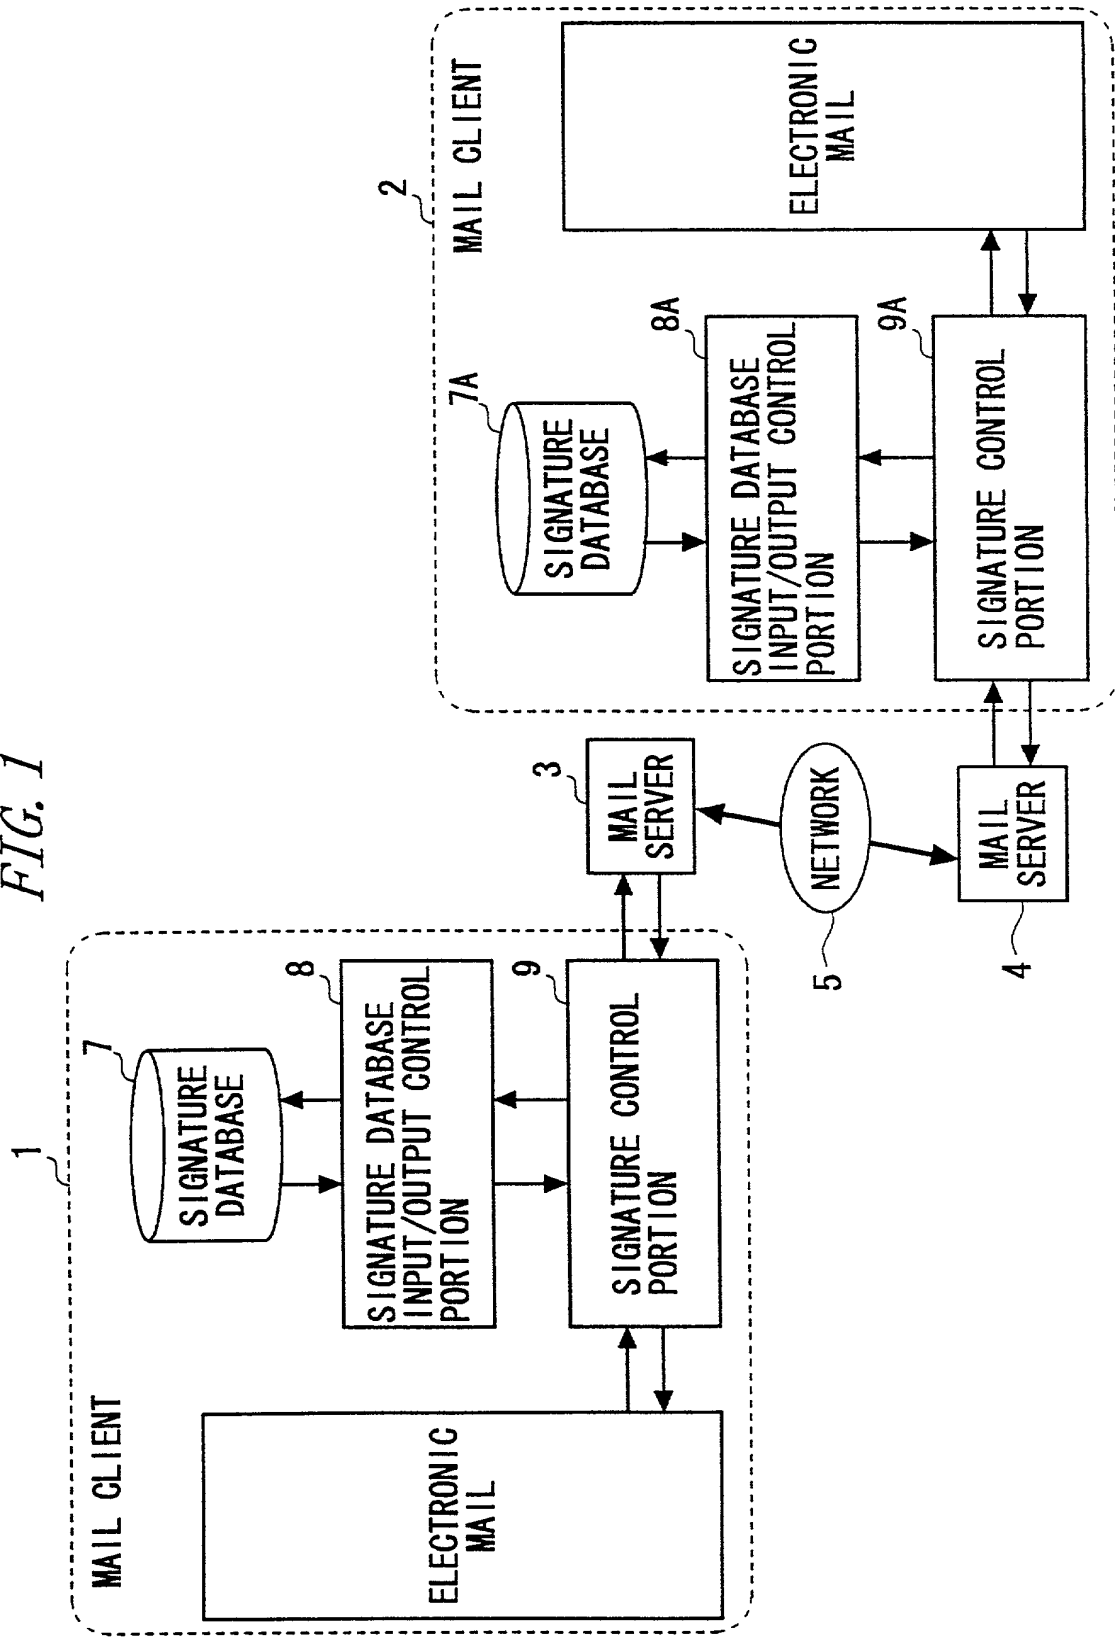 FIG. 1
1
MAIL CLIENT
7
SIGNATURE
DATABASE
8
SIGNATURE DATABASE
INPUT/OUTPUT CONTROL
PORTION
9
SIGNATURE CONTROL
PORTION
ELECTRONIC
MAIL
3
MAIL
SERVER
5
NETWORK
4
MAIL
SERVER
2
MAIL CLIENT
7A
SIGNATURE
DATABASE
8A
SIGNATURE DATABASE
INPUT/OUTPUT CONTROL
PORTION
9A
SIGNATURE CONTROL
PORTION
ELECTRONIC
MAIL